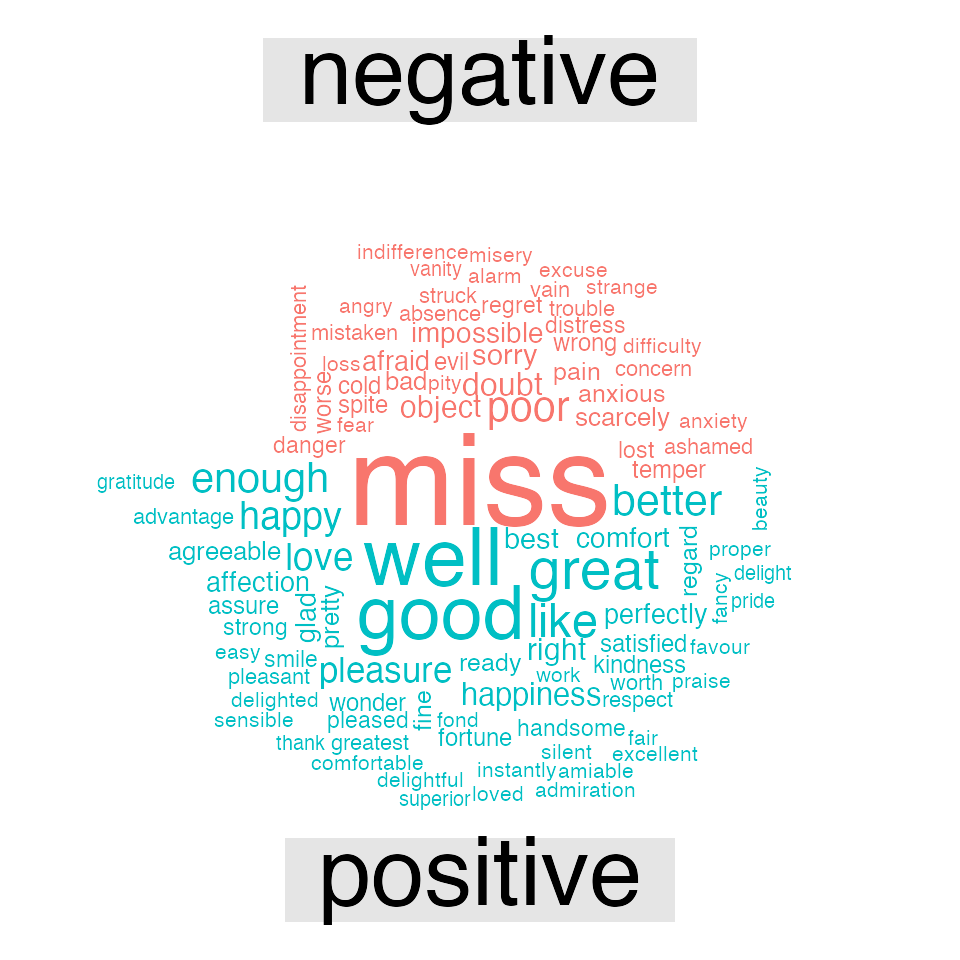 negative
indifference misery
vanity alarm excuse
struck vain strange
angry absence regret trouble
disappointment mistaken impossible distress
wrong difficulty
loss afraid evil sorry
worse cold bad pity doubt pain concern
spite object poor anxious
fear scarcely anxiety
danger lost ashamed
miss temper
gratitude enough better beauty
advantage happy
agreeable love well best comfort regard proper
affection great delight
assure glad pretty good like perfectly fancy pride
strong right satisfied favour
easy smile pleasure ready kindness
pleasant work worth praise
delighted wonder happiness respect
sensible pleased fine fond handsome
thank greatest fortune fair
comfortable silent excellent
delightful instantly amiable
superior loved admiration
positive